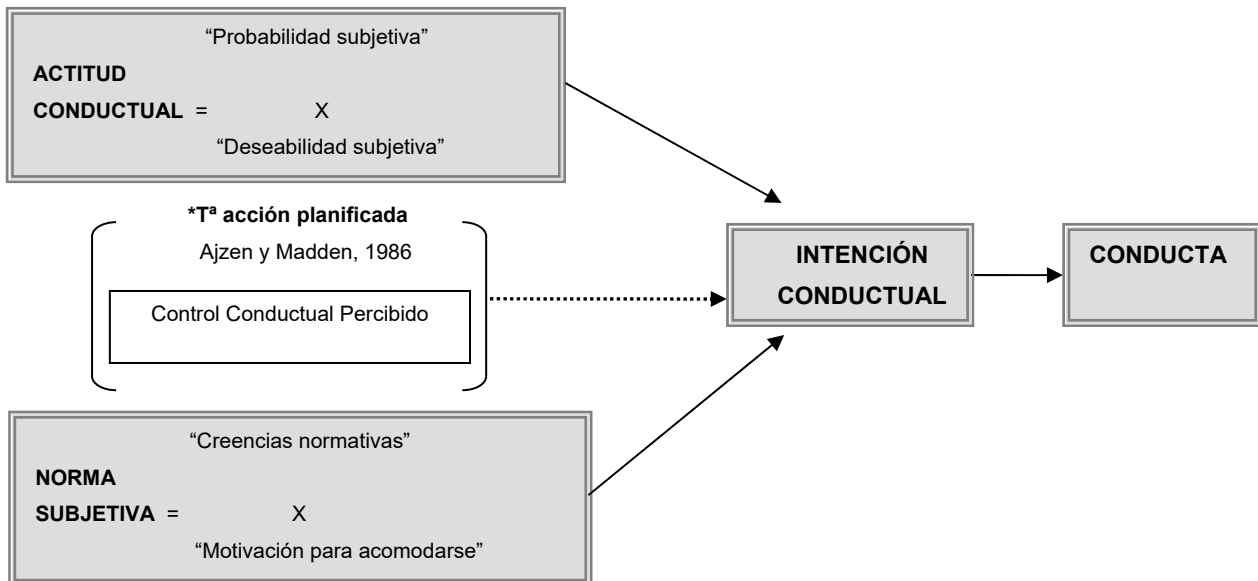 “Probabilidad subjetiva”
ACTITUD
CONDUCTUAL = X
“Deseabilidad subjetiva”
*Tª acción planificada
Ajzen y Madden, 1986
Control Conductual Percibido
INTENCIÓN
CONDUCTUAL
CONDUCTA
“Creencias normativas”
NORMA
SUBJETIVA = X
“Motivación para acomodarse”